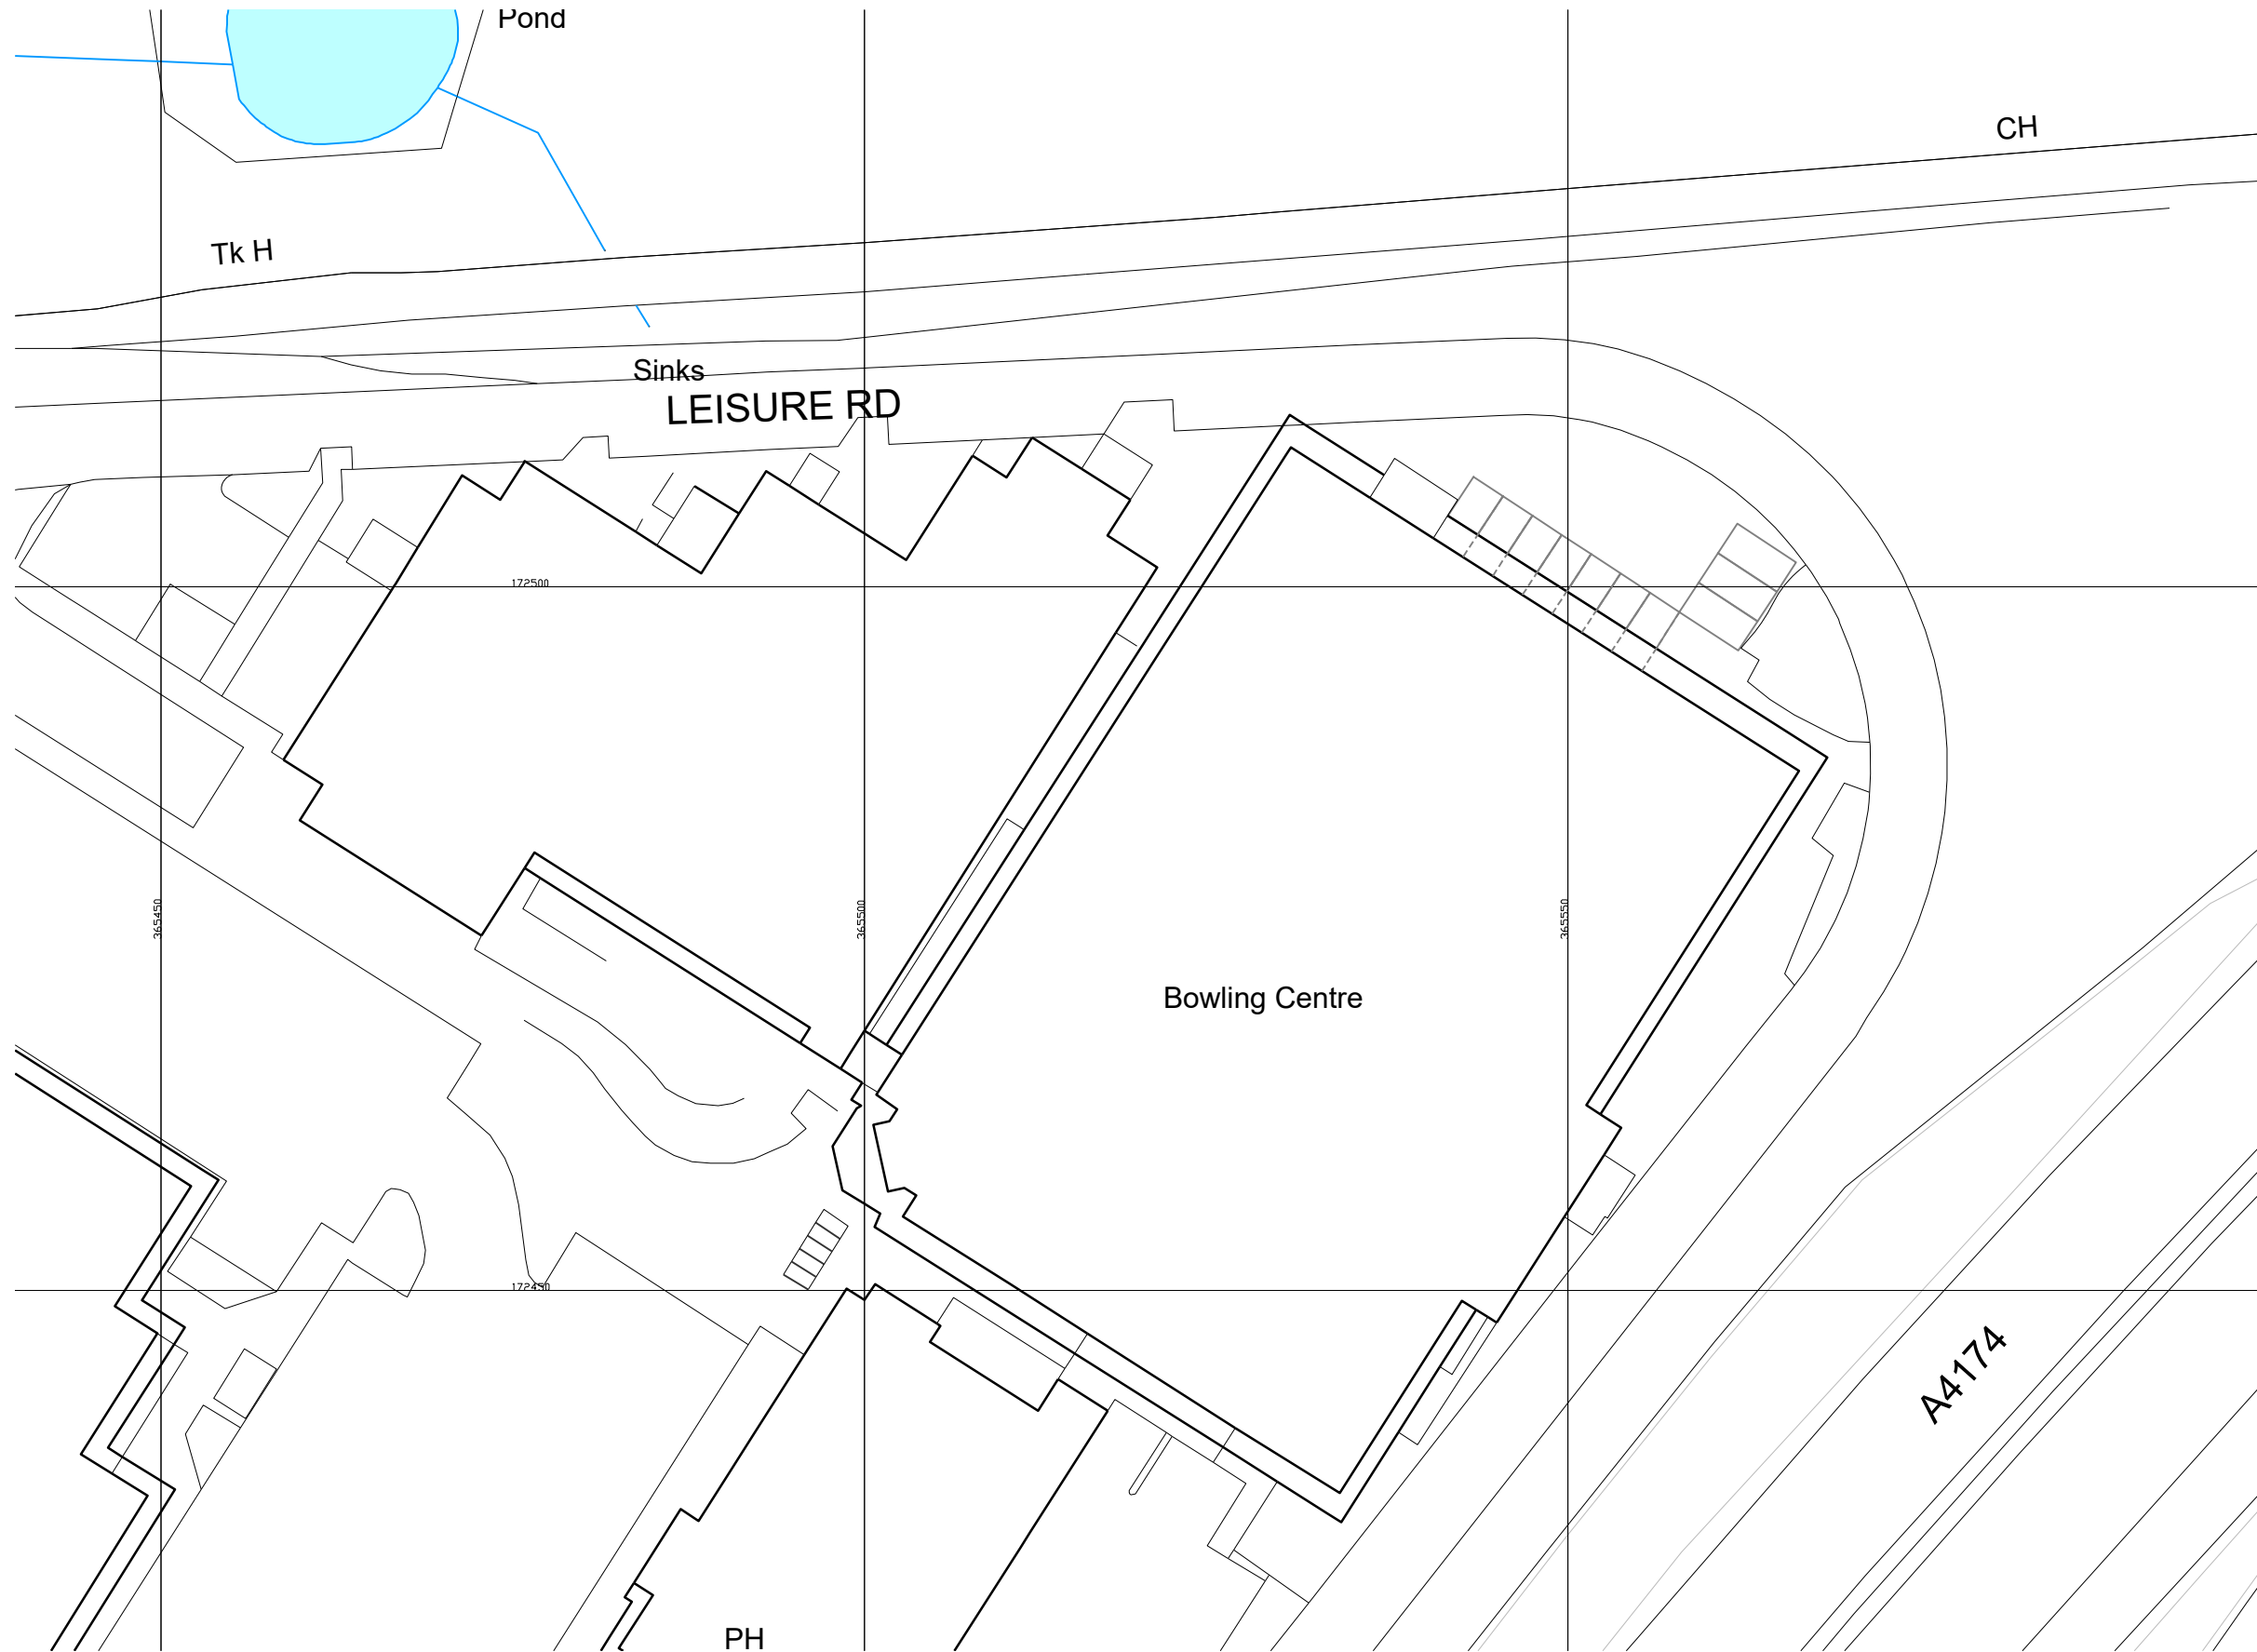 Pond
CH
Tk H
Sinks
LEISURE RD
172500
365450
365500
365550
Bowling Centre
172450
A4174
PH